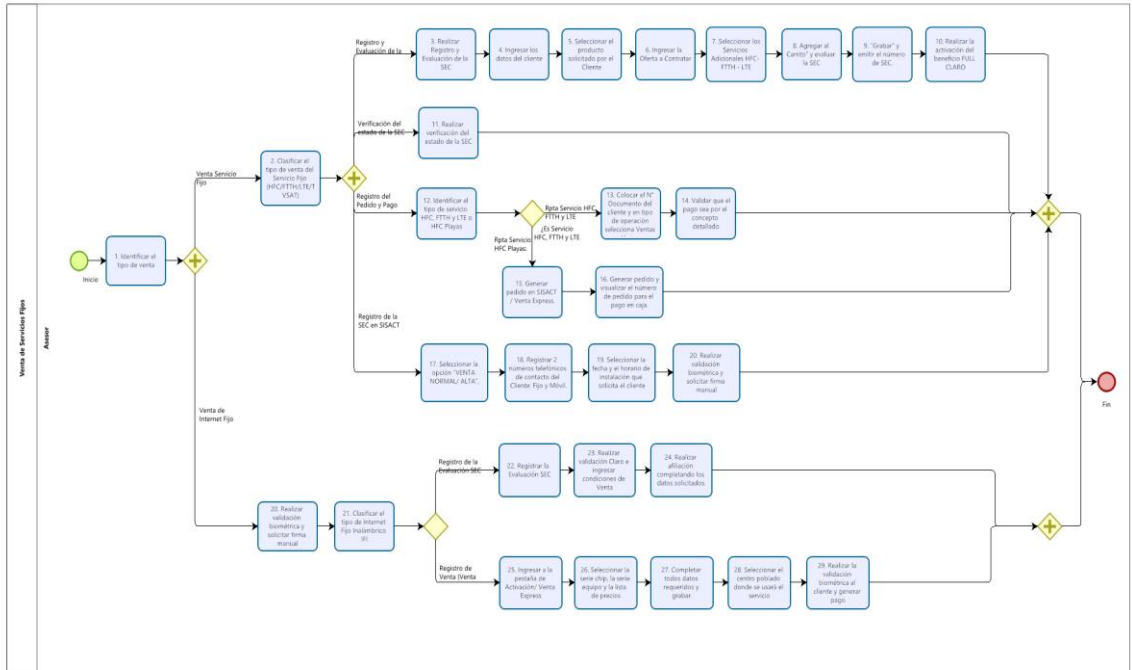 Venta de Servicios Fijos
Asesor
Inicio
1. Identificar el
tipo de venta
Venta Servicio
Fijo
2. Clasificar el
tipo de venta del
Servicio Fijo
(HFC/FTTH/LTE/T
VSAT)
Registro y
Evaluación de la
3. Realizar
Registro y
Evaluación de la
SEC
4. Ingresar los
datos del cliente
5. Seleccionar el
producto
solicitado por el
Cliente
6. Ingresar la
Oferta a Contratar
7. Seleccionar los
Servicios
Adicionales HFC-
FTTH - LTE
8. Agregar al
Carrito" y evaluar
la SEC
9. "Grabar" y
emitir el número
de SEC.
10. Realizar la
activación del
beneficio FULL
CLARO
Verificación del
estado de la SEC
11. Realizar
verificación del
estado de la SEC
Registro del
Pedido y Pago
12. Identificar el
tipo de servicio
HFC, FTTH y LTE o
HFC Playas
¿Es Servicio
HFC, FTTH y LTE
Rpta Servicio HFC,
FTTH y LTE
13. Colocar el N°
Documento del
cliente y en tipo
de operación
selecciona Ventas
14. Validar que el
pago sea por el
concepto
detallado
Rpta Servicio
HFC Playas:
15. Generar
pedido en SISACT
/ Venta Express.
16. Generar pedido y
visualizar el número
de pedido para el
pago en caja.
Registro de la
SEC en SISACT
17. Seleccionar la
opción "VENTA
NORMAL/ ALTA".
18. Registrar 2
números telefónicos
de contacto del
Cliente: Fijo y Móvil.
19. Seleccionar la
fecha y el horario de
instalación que
solicita el cliente
20. Realizar
validación
biométrica y
solicitar firma
manual
Fin
Venta de
Internet Fijo
20. Realizar
validación
biométrica y
solicitar firma
manual
21. Clasificar el
tipo de Internet
Fijo Inalámbrico
Registro de la
Evaluación SEC
22. Registrar la
Evaluación SEC
23. Realizar
validación Claro e
ingresar
condiciones de
Venta
24. Realizar
afiliación
completando los
datos solicitados.
Registro de
Venta (Venta
25. Ingresar a la
pestaña de
Activación/ Venta
Express
26. Seleccionar la
serie chip, la serie
equipo y la lista de
precios
27. Completar
todos datos
requeridos y
grabar
28. Seleccionar el
centro poblado
donde se usará el
servicio
29. Realizar la
validación
biométrica al
cliente y generar
pago